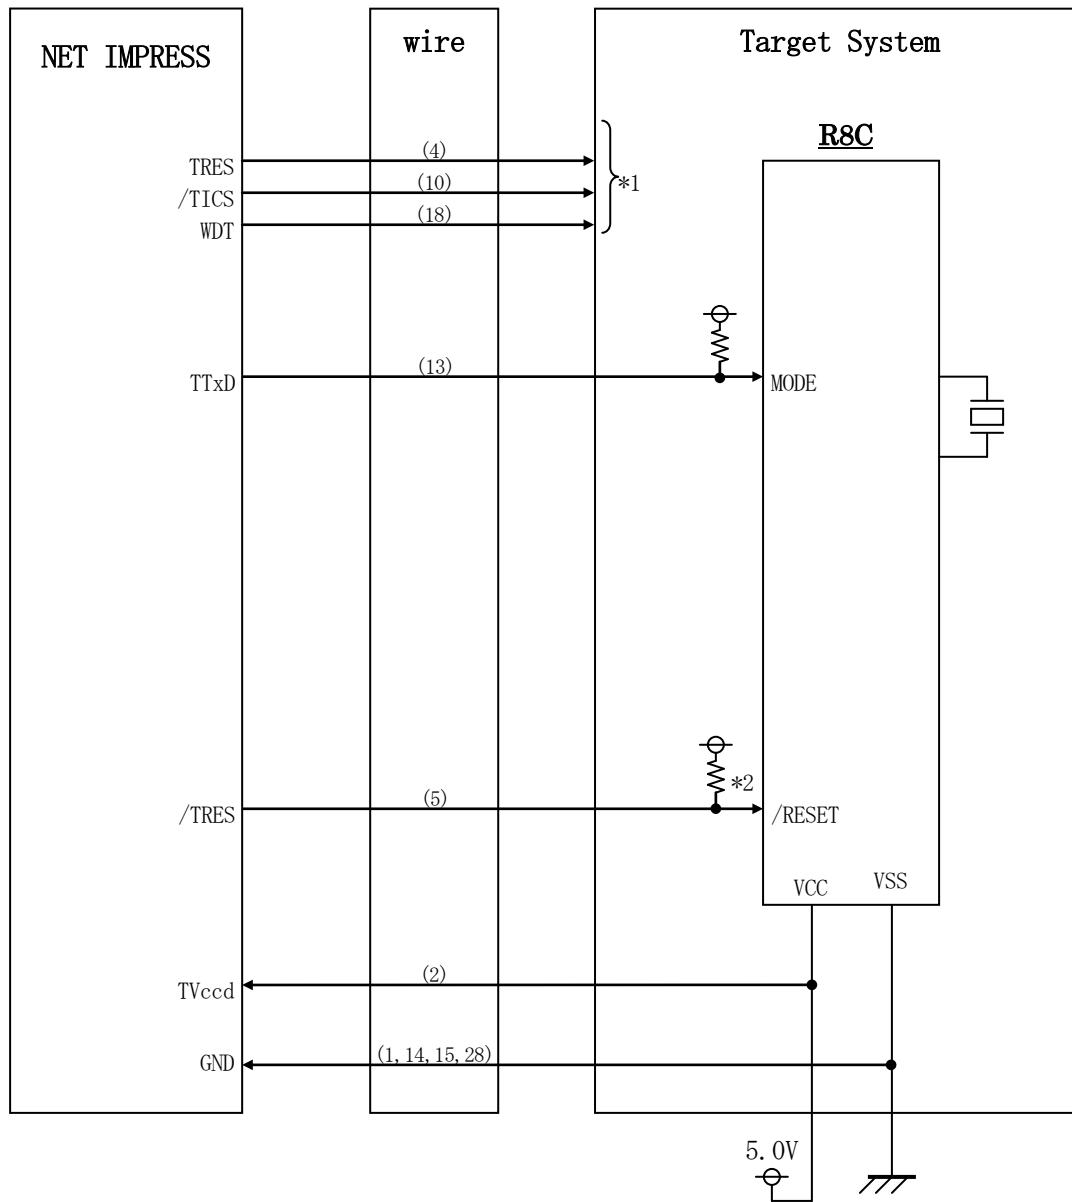 NET IMPRESS
wire
Target System
R8C
TRES
(4)
*1
/TICS
(10)
WDT
(18)
TTxD
(13)
MODE
/TRES
(5)
*2
/RESET
VCC
VSS
TVccd
(2)
GND
(1, 14, 15, 28)
5.0V